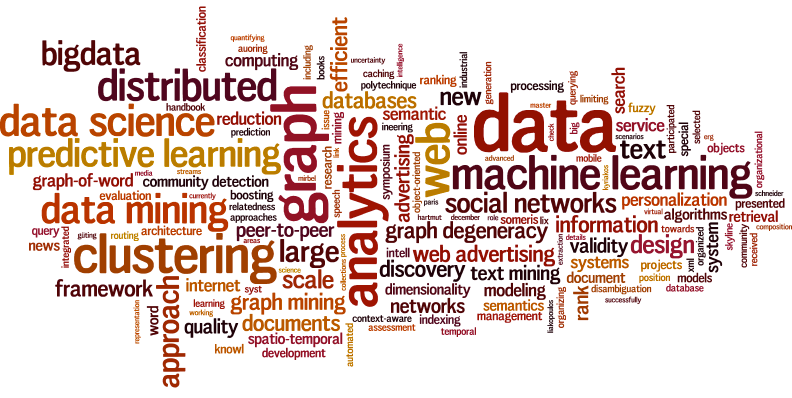 bigdata
classification
quantifying
auoring
computing
including
books
efficient
uncertainty
intelligence
caching
polytechnique
ranking
industrial
generation
processing
querying
limiting
search
distributed
handbook
databases
semantic
new
data
master
check
big
fuzzy
service
scenarios
participated
special
selected
data science
reduction
prediction
graph
issue
mining
ineering
online
text
erg
objects
predictive learning
streams
mirbel
research
link
analytics
symposium
advertising
object-oriented
web
advanced
mobile
kyriakos
machine learning
organizational
schneider
graph-of-word
media
community detection
evaluation
currently
boosting
relatedness
approaches
speech
paris
social networks
personalization
virtual
algorithms
presented
retrieval
composition
data mining
query
integrated
giting
routing
architecture
peer-to-peer
areas
hartmut
december
role
someris
lix
information
towards
news
clustering
large
science
collections
process
graph degeneracy
intell
web advertising
extraction
details
validity
design
xml
organized
system
skyline
community
received
framework
approach
internet
syst
scale
discovery
text mining
systems
projects
position
models
document
disambiguation
database
successfully
representation
word
learning
working
graph mining
dimensionality
modeling
networks
semantics
management
liakopoulos
organizing
rank
quality
documents
context-aware
indexing
assessment
temporal
spatio-temporal
knowl
development
automated